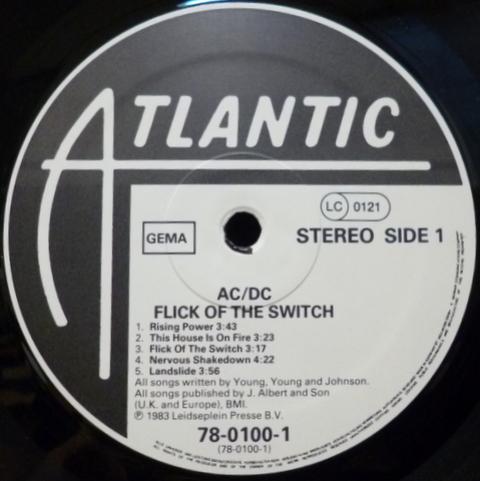 ATLANTIC
LC 0121
GEMA
STEREO SIDE 1
AC/DC
FLICK OF THE SWITCH
1. Rising Power 3:43
2. This House Is On Fire 3:23
3. Flick Of The Switch 3:17
4. Nervous Shakedown 4:22
5. Landslide 3:56
All songs written by Young, Young and Johnson.
All songs published by J. Albert and Son
(U.K. and Europe), BMI.
℗ 1983 Leidseplein Presse B.V.
78-0100-1
(78-0100-1)